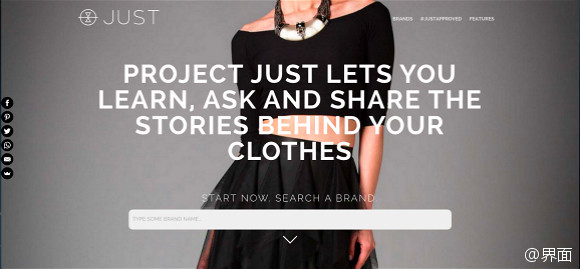 JUST
BRANDS #JUSTAPPROVED FEATURES
PROJECT JUST LETS YOU
LEARN, ASK AND SHARE THE
STORIES BEHIND YOUR
CLOTHES
START NOW. SEARCH A BRAND
TYPE SOME BRAND NAME...
@界面